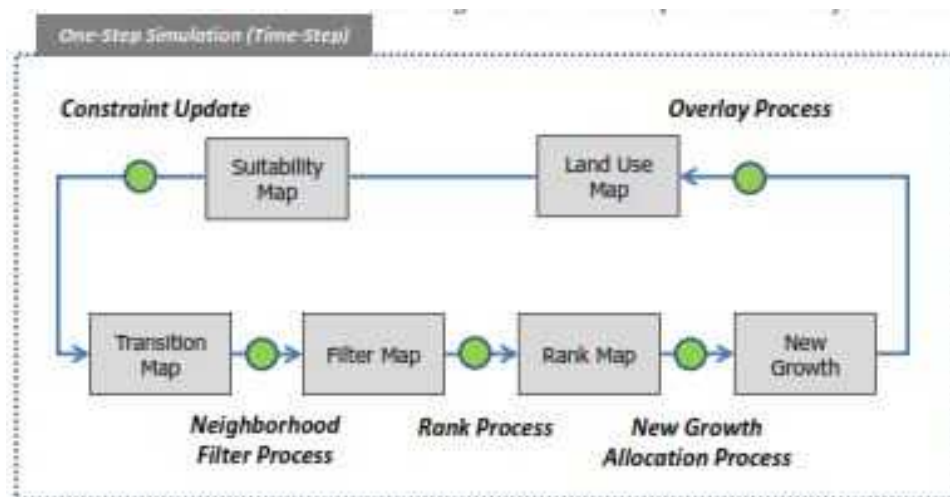 One-Step Simulation (Time-Step)
Constraint Update
Overlay Process
Suitability
Map
Land Use
Map
Transition
Map
Filter Map
Rank Map
New
Growth
Neighborhood
Filter Process
Rank Process
New Growth
Allocation Process